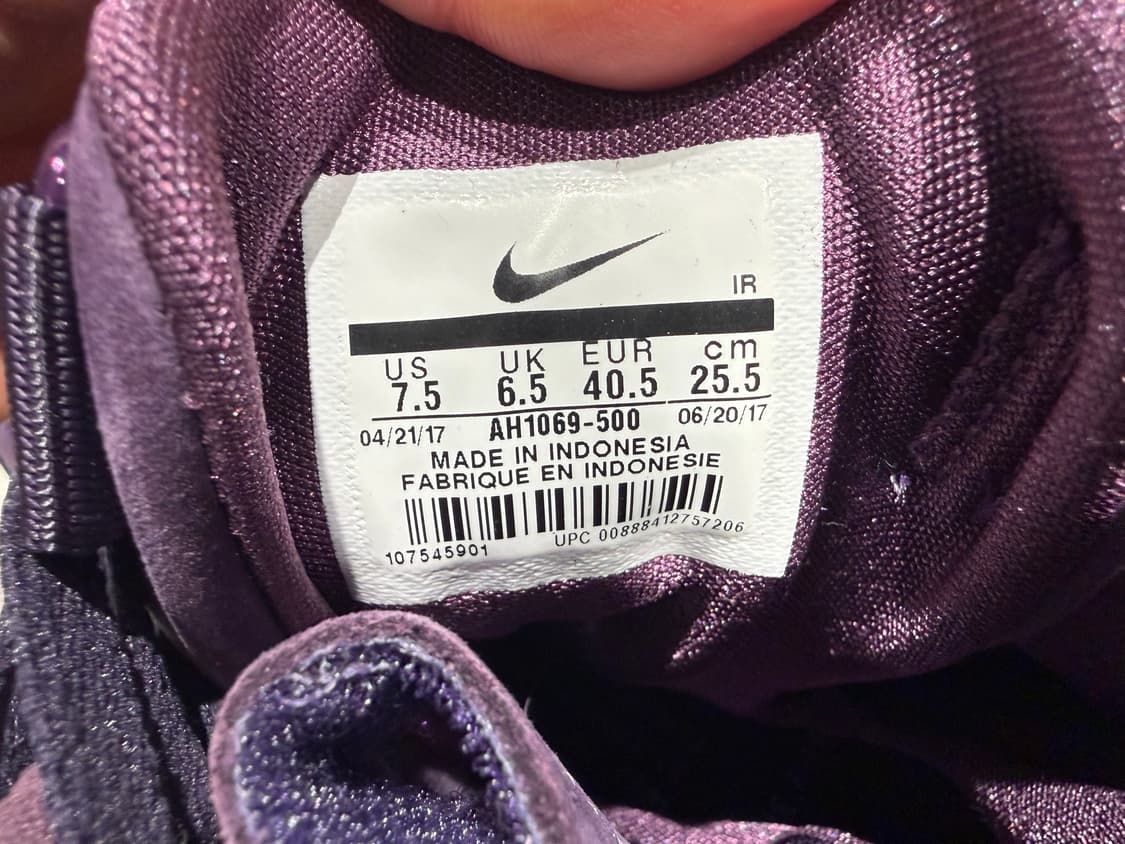 IR
US UK EUR cm
7.5 6.5 40.5 25.5
04/21/17 AH1069-500 06/20/17
MADE IN INDONESIA
FABRIQUE EN INDONESIE
107545901 UPC 00888412757206